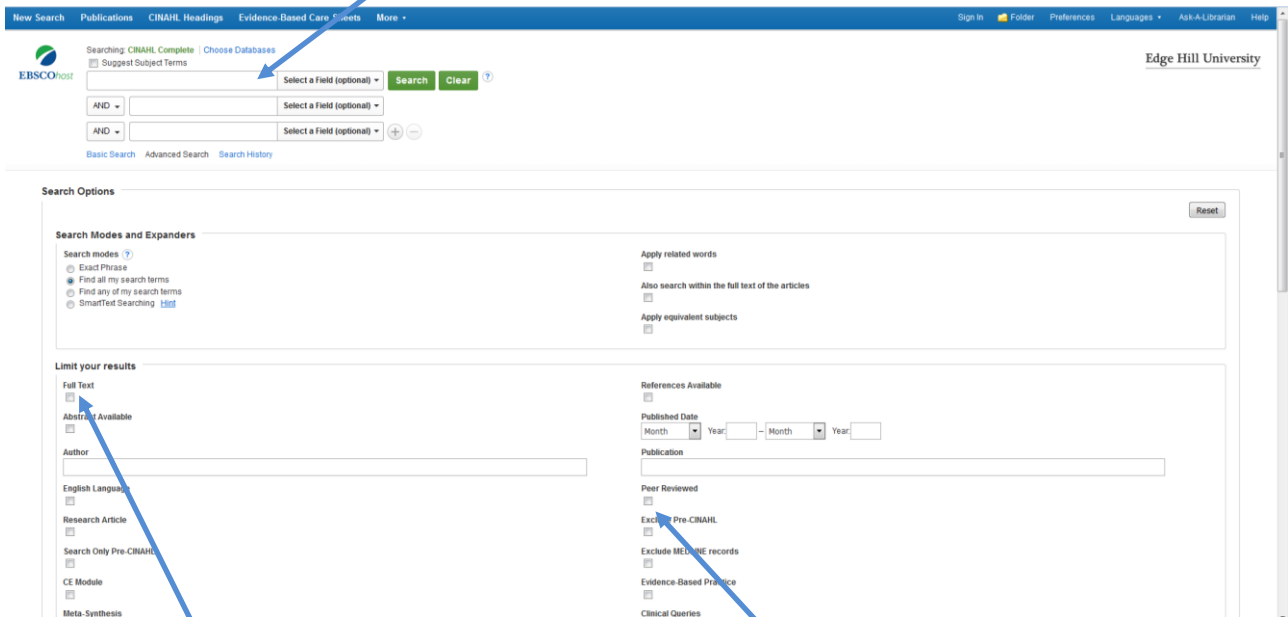 New Search Publications CINAHL Headings Evidence-Based Care Sheets More Sign In Folder Preferences Languages Ask-A-Librarian Help
Searching: CINAHL Complete | Choose Databases
Suggest Subject Terms
EBSCOhost
Edge Hill University
Select a Field (optional) Search Clear ?
AND Select a Field (optional)
AND Select a Field (optional) + −
Basic Search Advanced Search Search History
Search Options
Reset
Search Modes and Expanders
Search modes ?
Exact Phrase
Find all my search terms
Find any of my search terms
SmartText Searching Hint
Apply related words
Also search within the full text of the articles
Apply equivalent subjects
Limit your results
Full Text
References Available
Abstract Available
Published Date
Month Year: – Month Year:
Author
Publication
English Language
Peer Reviewed
Research Article
Exclude Pre-CINAHL
Search Only Pre-CINAHL
Exclude MEDLINE records
CE Module
Evidence-Based Practice
Meta-Synthesis
Clinical Queries